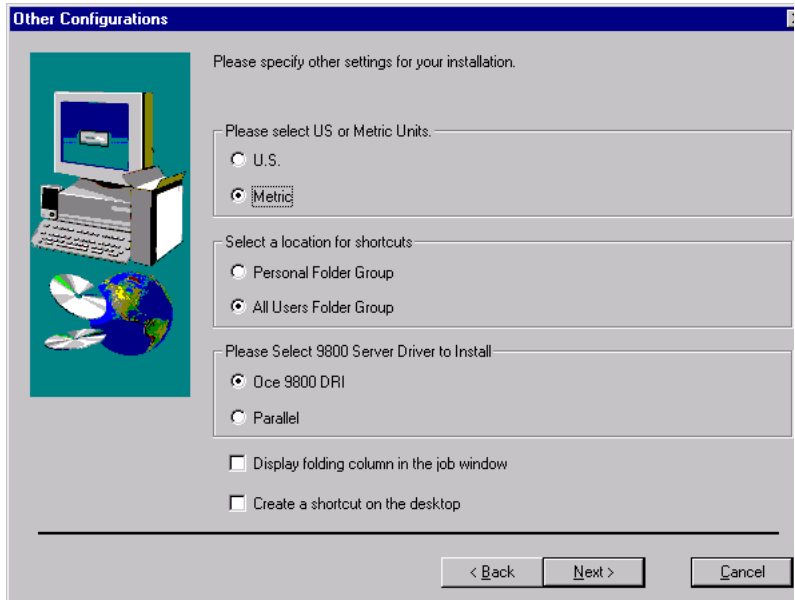 Other Configurations
Please specify other settings for your installation.
Please select US or Metric Units.
U.S.
Metric
Select a location for shortcuts
Personal Folder Group
All Users Folder Group
Please Select 9800 Server Driver to Install
Oce 9800 DRI
Parallel
Display folding column in the job window
Create a shortcut on the desktop
< Back
Next >
Cancel